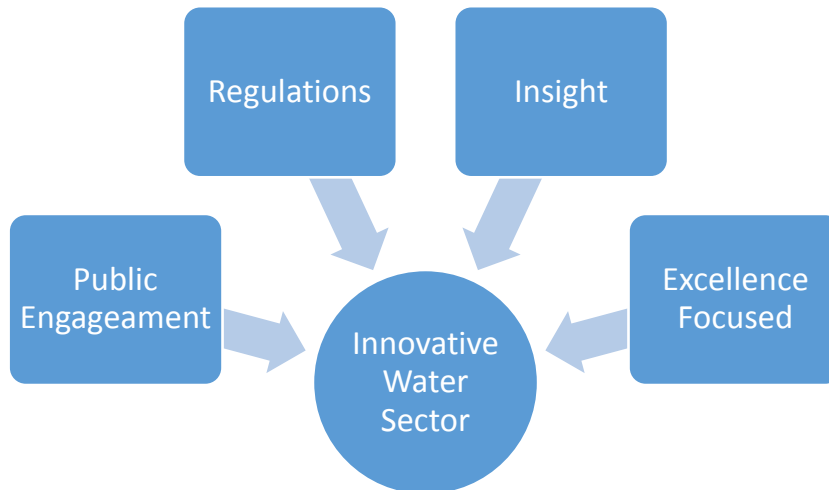 Regulations
Insight
Public
Engageament
Excellence
Focused
Innovative
Water
Sector